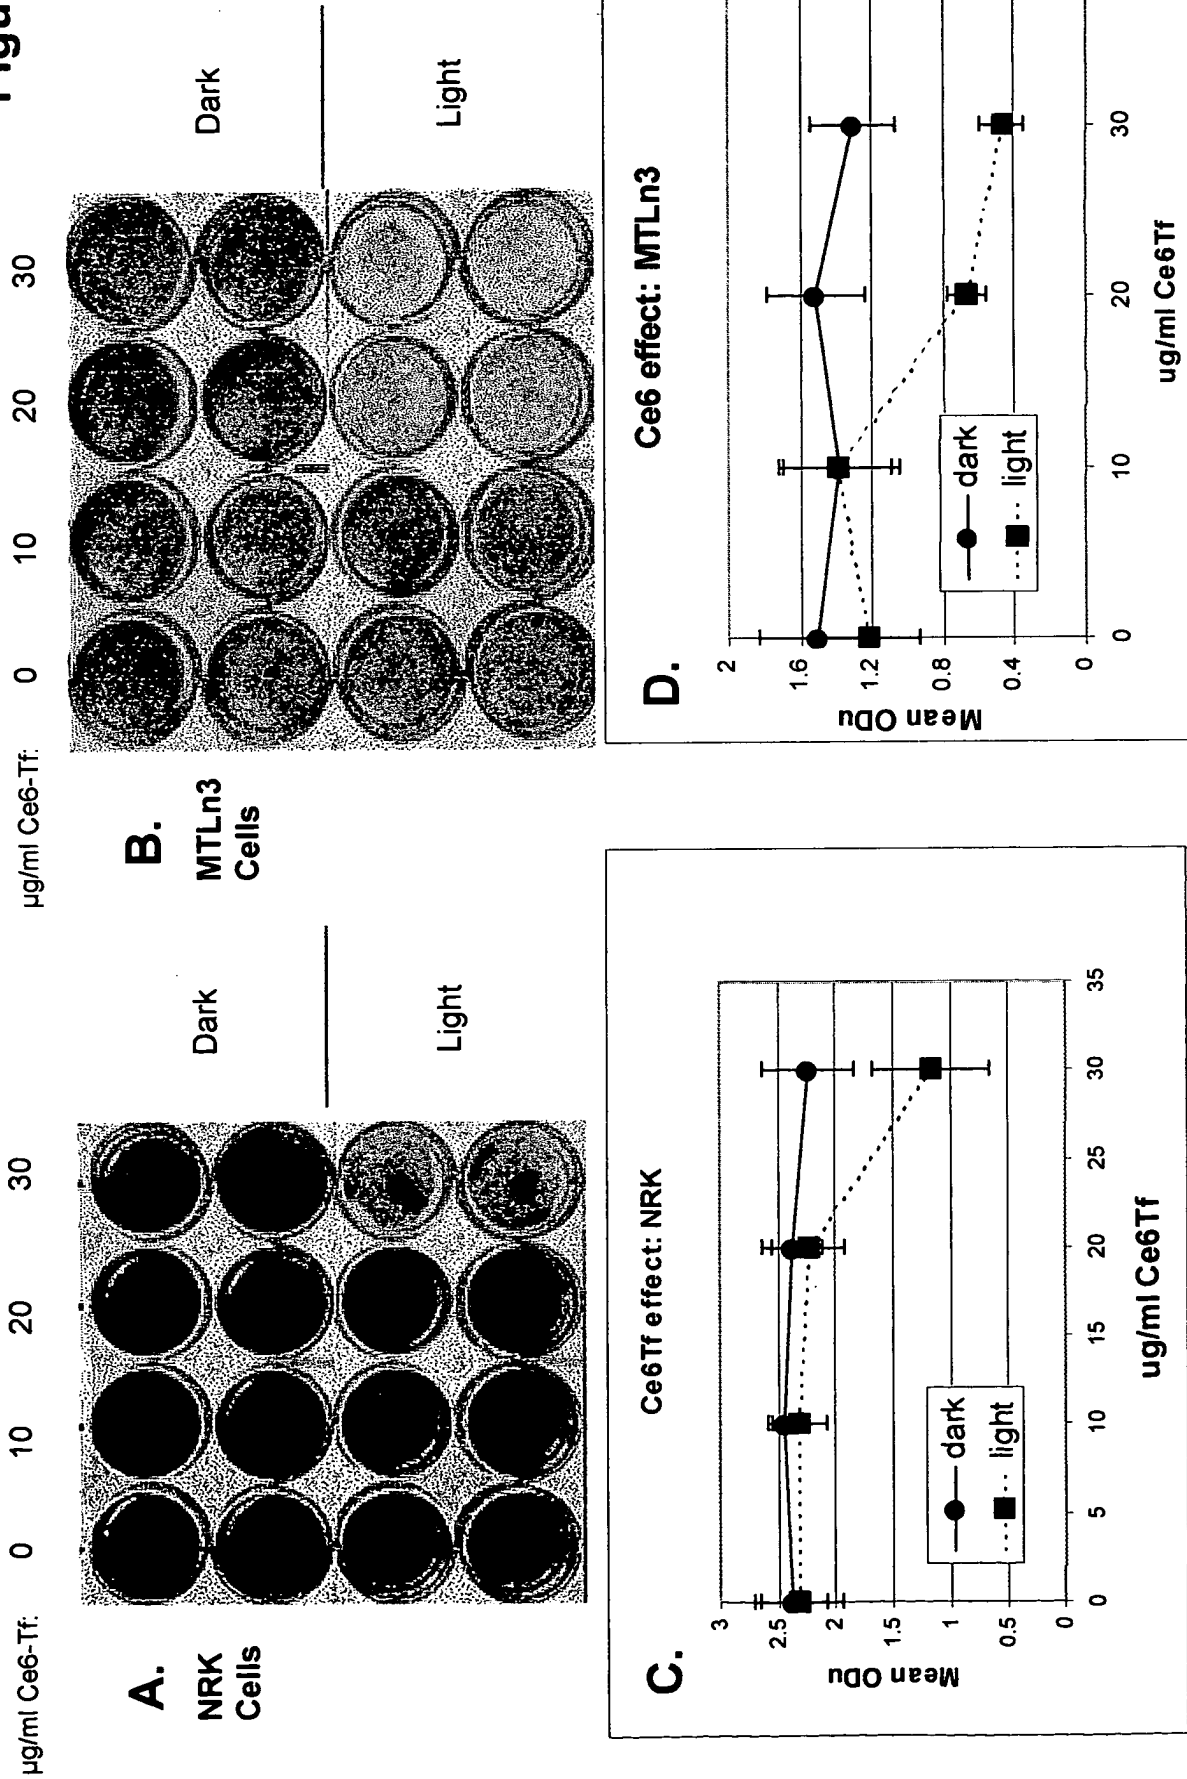 Figu
µg/ml Ce6-Tf:
0
10
20
30
A.
NRK
Cells
Dark
Light
µg/ml Ce6-Tf:
0
10
20
30
B.
MTLn3
Cells
Dark
Light
C.
Ce6Tf effect: NRK
Mean ODu
3
2.5
2
1.5
1
0.5
0
0
5
10
15
20
25
30
35
ug/ml Ce6Tf
dark
light
D.
Ce6 effect: MTLn3
Mean ODu
2
1.6
1.2
0.8
0.4
0
0
10
20
30
ug/ml Ce6Tf
dark
light